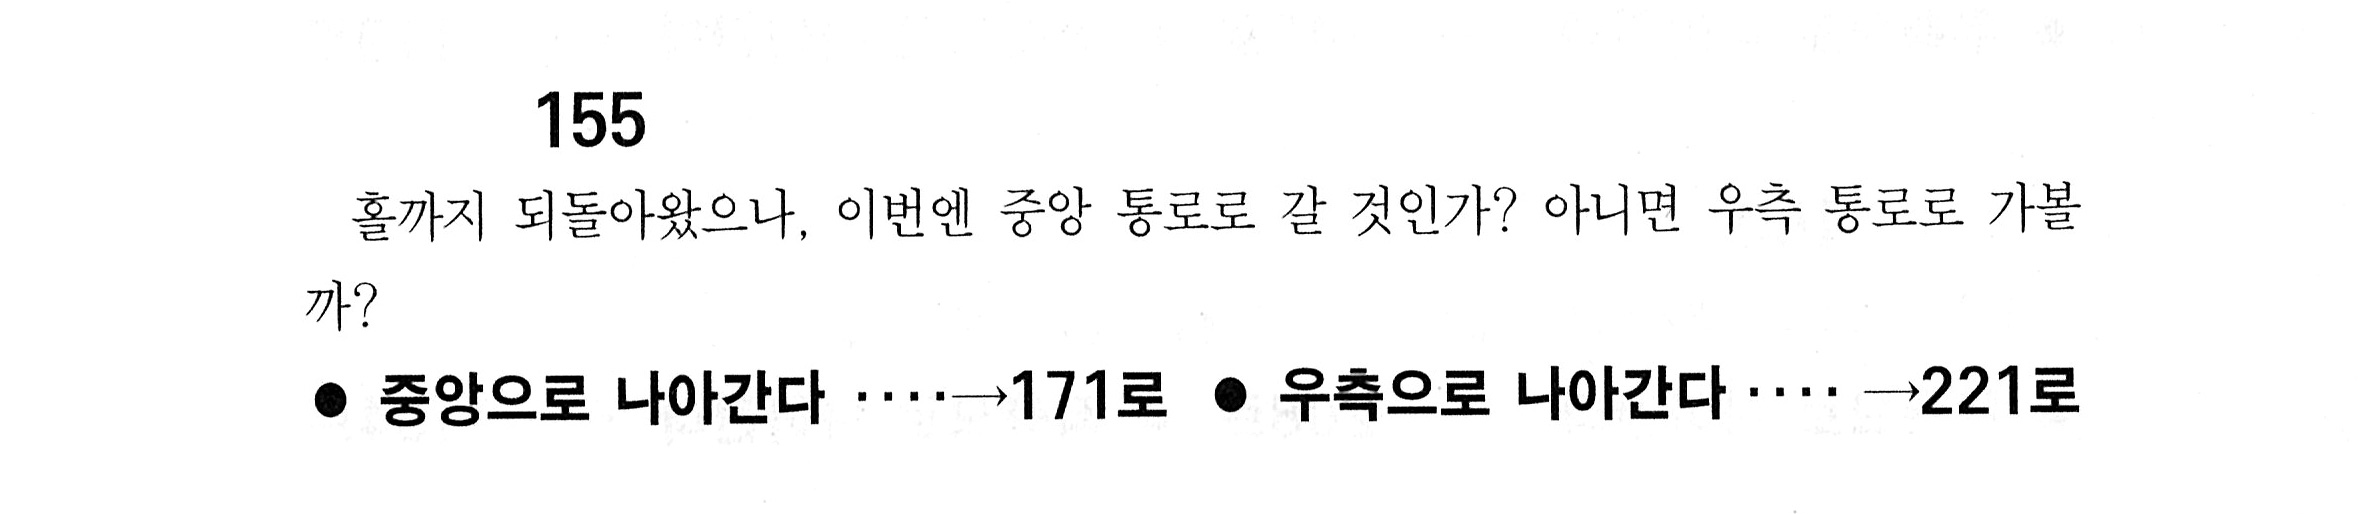 155
홀까지 되돌아왔으나, 이번엔 중앙 통로로 갈 것인가? 아니면 우측 통로로 가볼
까?
● 중앙으로 나아간다 ····→171로 ● 우측으로 나아간다 ···· →221로